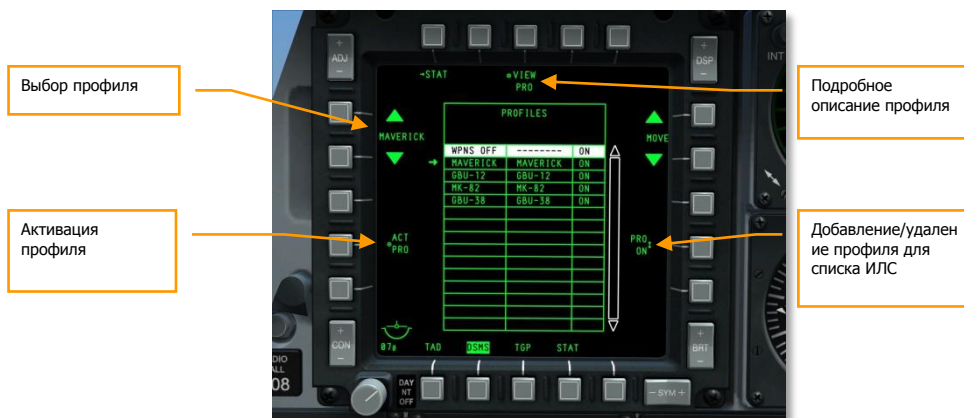 Выбор профиля
Активация
профиля
Подробное
описание профиля
Добавление/удален
ие профиля для
списка ИЛС
+
ADJ
-
+
DSP
-
INT
→STAT
VIEW
PRO
PROFILES
MAVERICK
MOVE
WPNS OFF -------- ON
MAVERICK MAVERICK ON
GBU-12 GBU-12 ON
MK-82 MK-82 ON
GBU-38 GBU-38 ON
ACT
PRO
PRO
ON
+
CON
-
+
BRT
-
TAD DSMS TGP STAT
DIO
ALL
08
DAY
NT
OFF
- SYM +